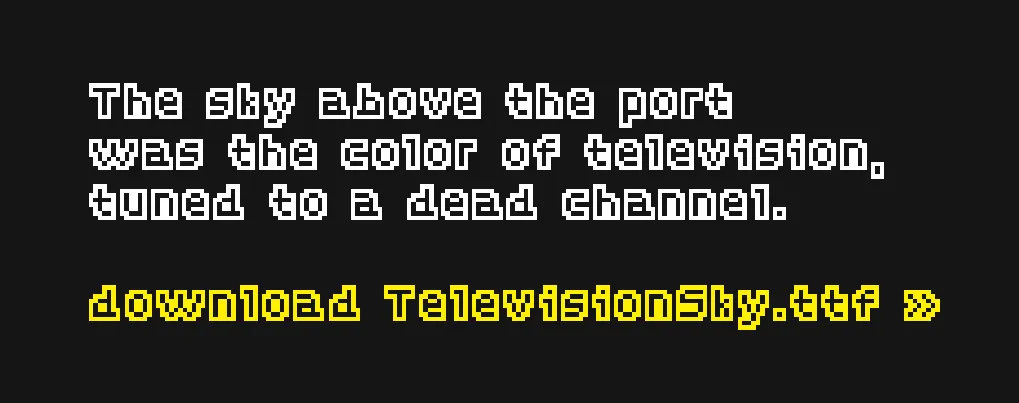 The sky above the port
was the color of television,
tuned to a dead channel.
download TelevisionSky.ttf »